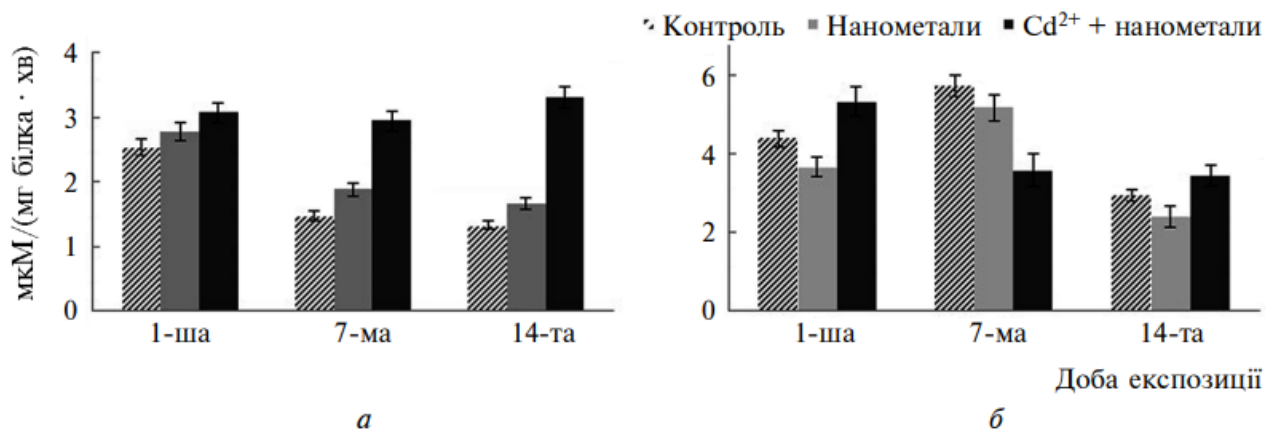 Контроль Нанометали Cd²⁺ + нанометали
мкМ/(мг білка · хв)
4
3
2
1
0
1-ша 7-ма 14-та
6
4
2
0
1-ша 7-ма 14-та
Доба експозиції
а б